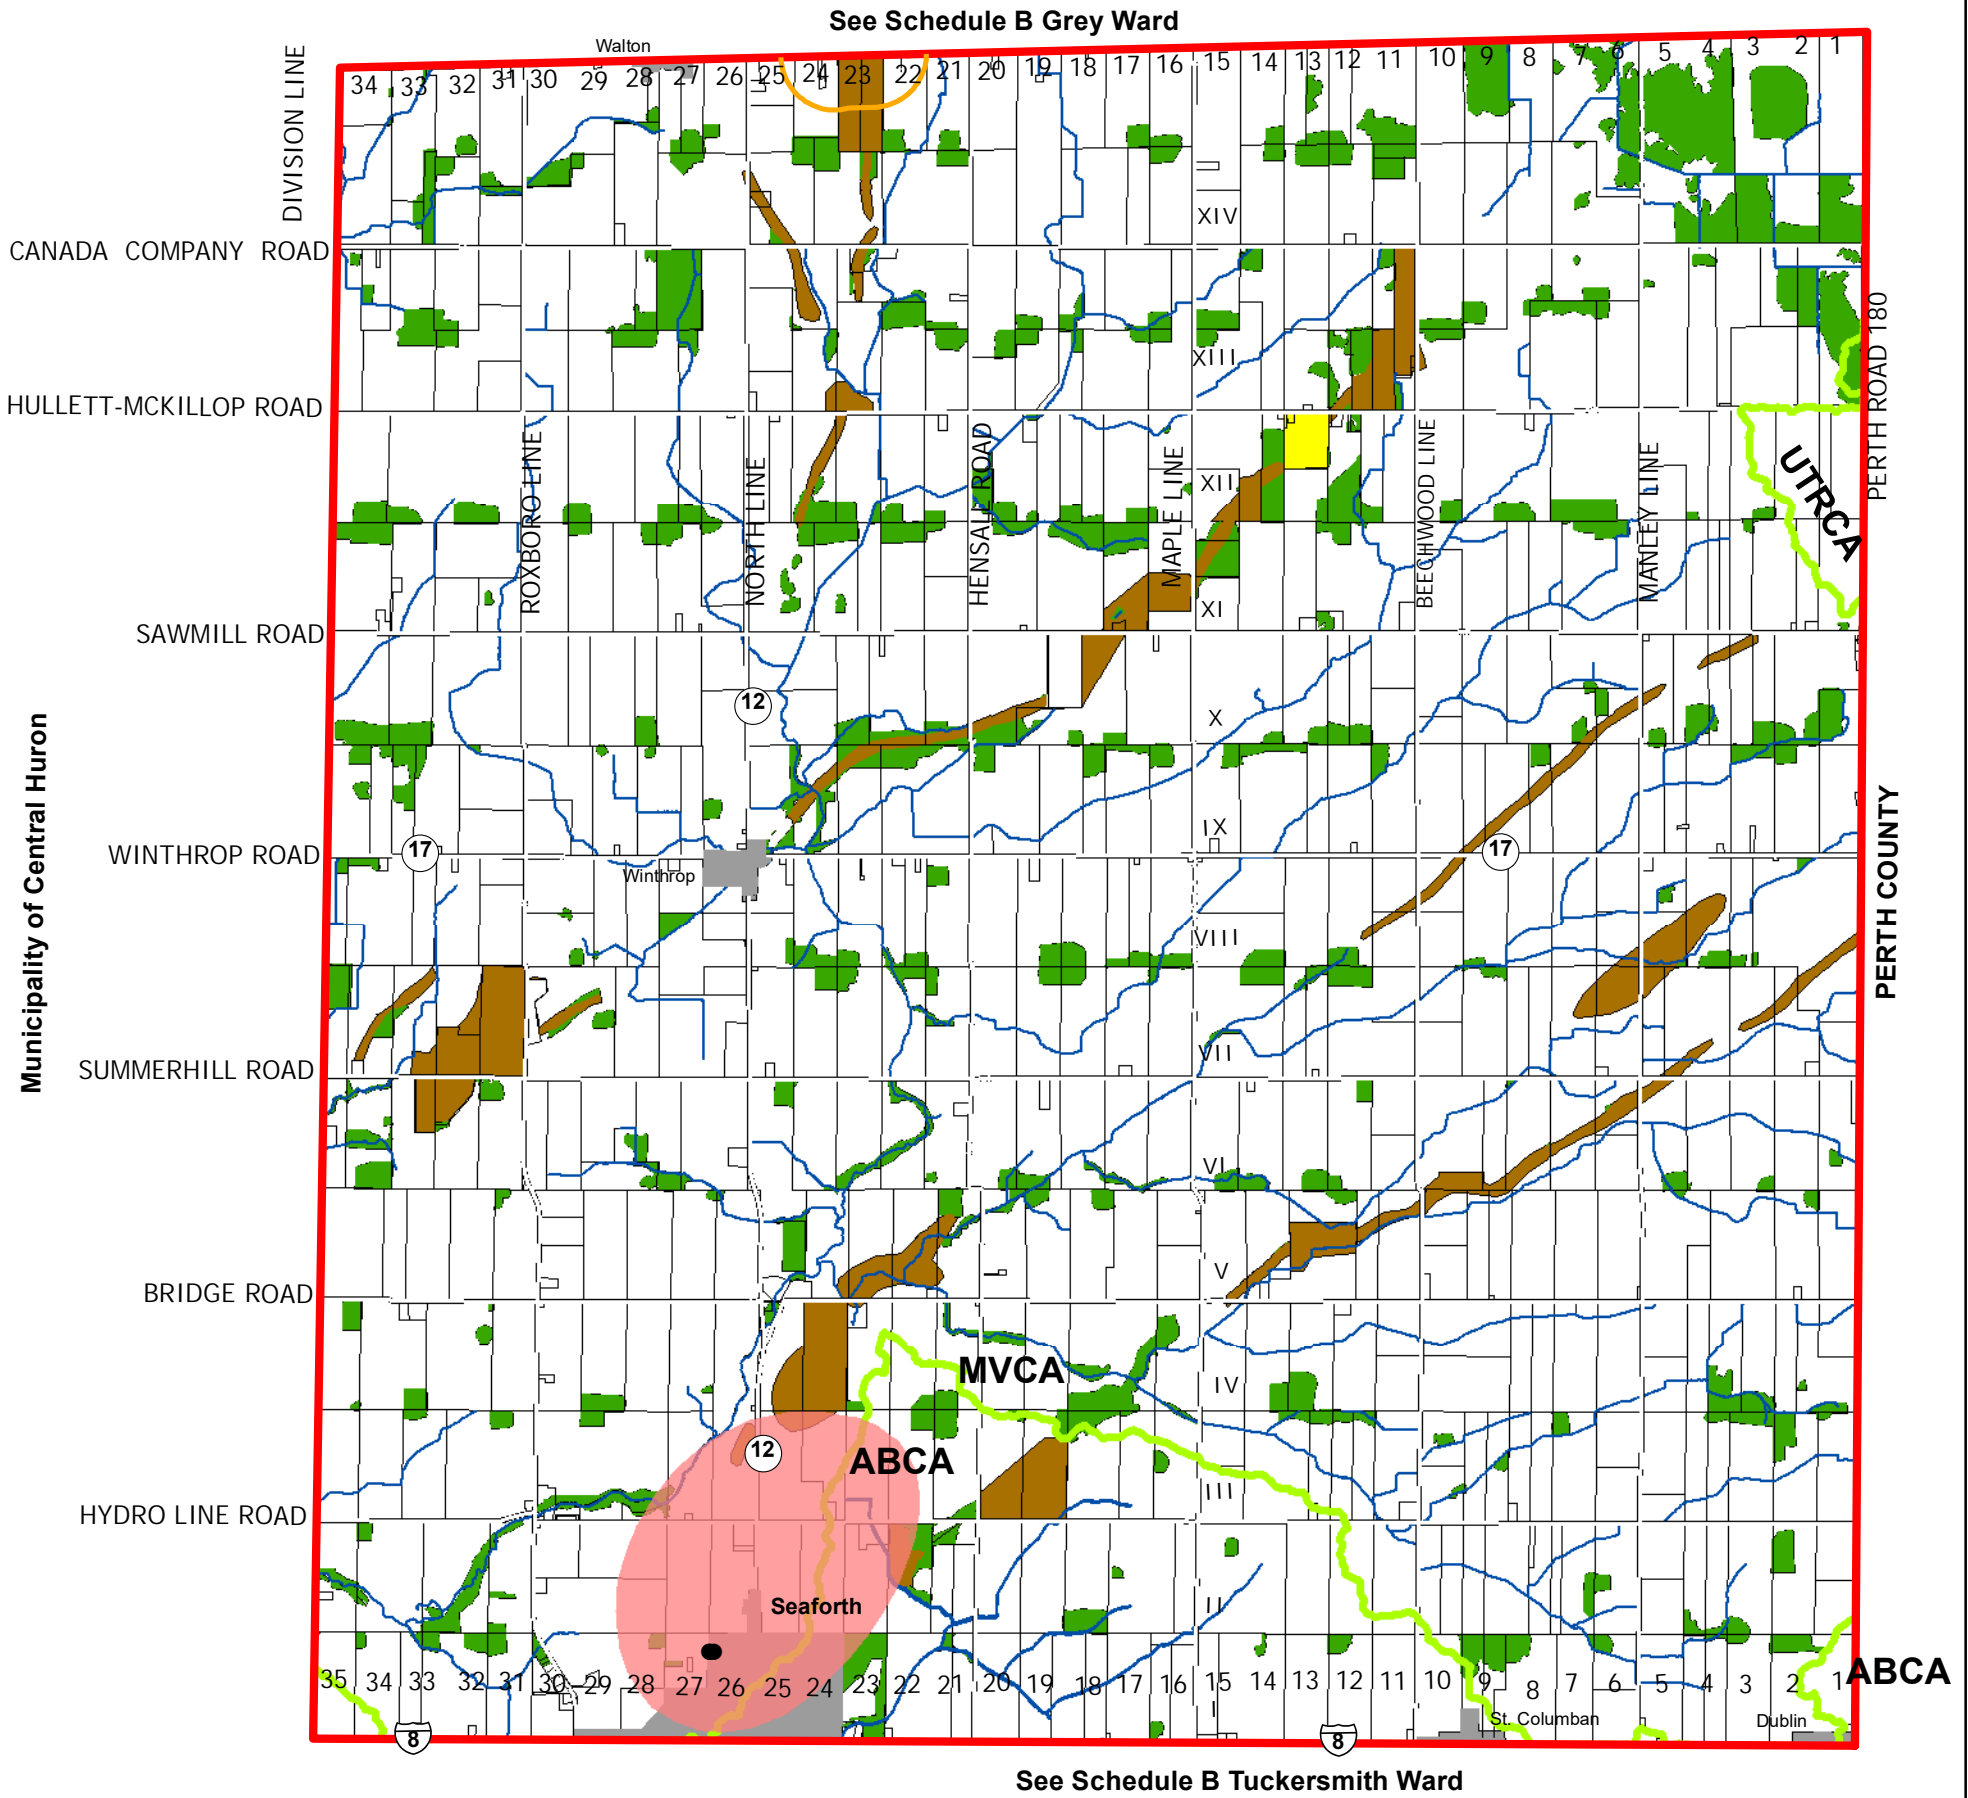 See Schedule B Grey Ward
Walton
34 33 32 31 30 29 28 27 26 25 24 23 22 21 20 19 18 17 16 15 14 13 12 11 10 9 8 7 6 5 4 3 2 1
DIVISION LINE
XIV
CANADA COMPANY ROAD
PERTH ROAD 180
XIII
HULLETT-MCKILLOP ROAD
ROXBORO LINE
NORTH LINE
HENSALL ROAD
MAPLE LINE
XII
BEECHWOOD LINE
MANLEY LINE
UTRCA
XI
SAWMILL ROAD
12
X
Municipality of Central Huron
PERTH COUNTY
IX
WINTHROP ROAD
17
17
Winthrop
VIII
VII
SUMMERHILL ROAD
VI
V
BRIDGE ROAD
MVCA
IV
12
ABCA
III
HYDRO LINE ROAD
II
Seaforth
35 34 33 32 31 30 29 28 27 26 25 24 23 22 21 20 19 18 17 16 15 14 13 12 11 10 9 8 7 6 5 4 3 2 1
ABCA
I
St. Columban
Dublin
8
8
See Schedule B Tuckersmith Ward